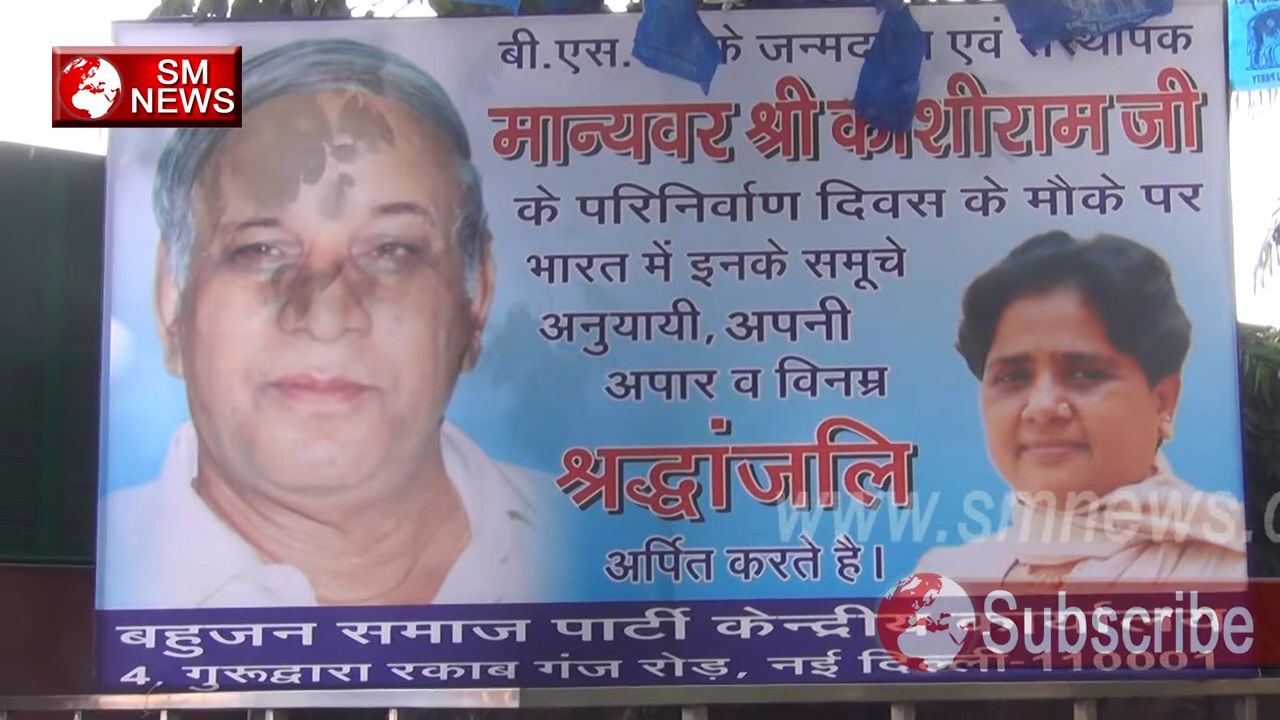 SM
NEWS
बी.एस. के जन्मदाता एवं संस्थापक
मान्यवर श्री कांशीराम जी
के परिनिर्वाण दिवस के मौके पर
भारत में इनके समूचे
अनुयायी, अपनी
अपार व विनम्र
श्रद्धांजलि
www.smnews.c
अर्पित करते है।
Subscribe
बहुजन समाज पार्टी केन्द्रीय
4, गुरूद्वारा रकाब गंज रोड़, नई दिल्ली-110001